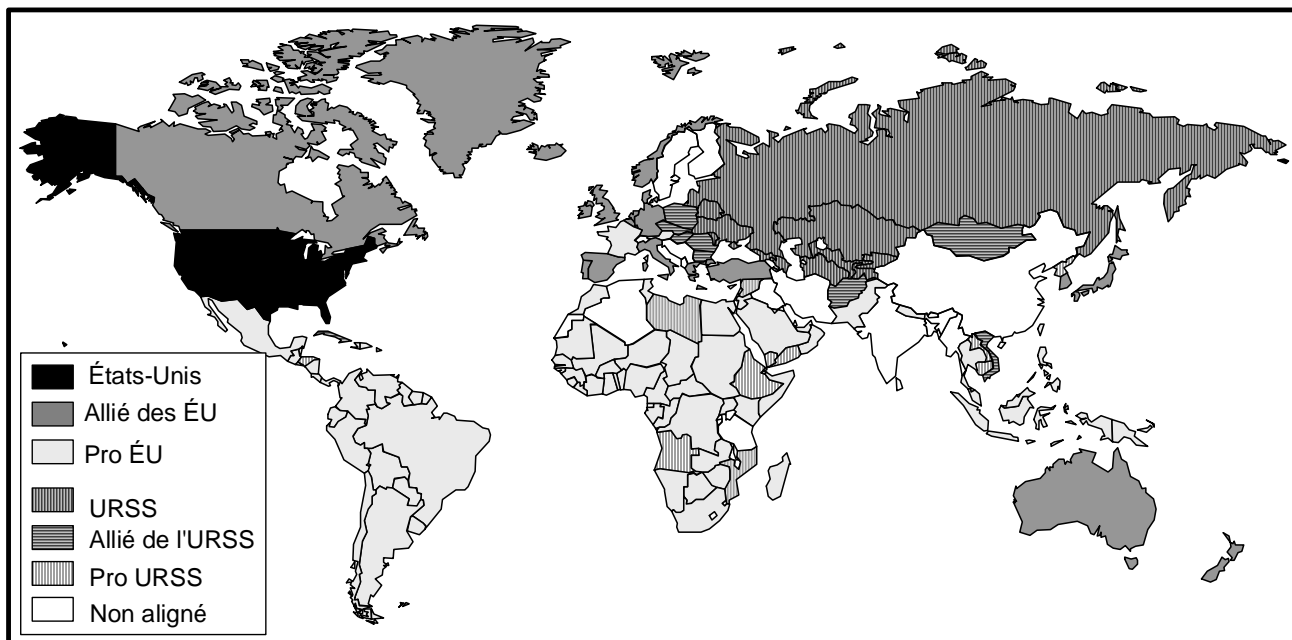 États-Unis
Allié des ÉU
Pro ÉU
URSS
Allié de l'URSS
Pro URSS
Non aligné